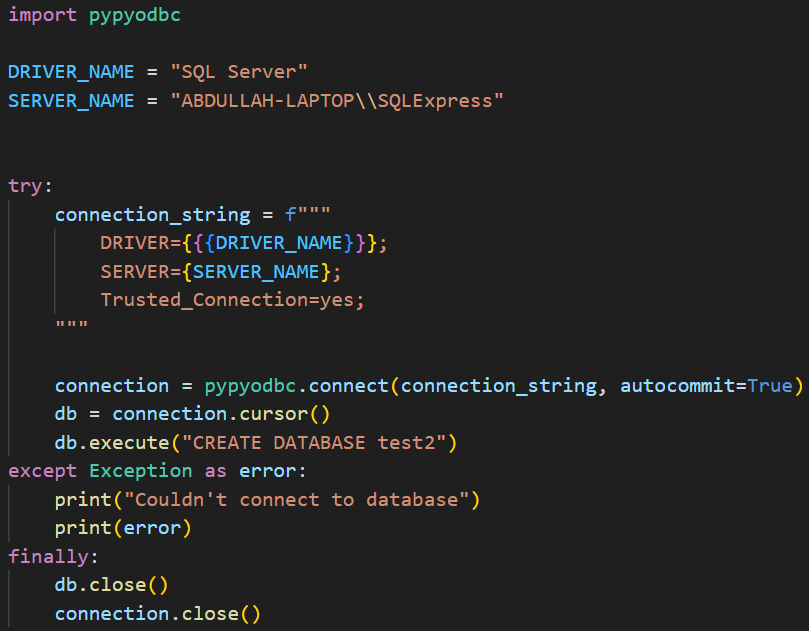 import pypyodbc
DRIVER_NAME = "SQL Server"
SERVER_NAME = "ABDULLAH-LAPTOP\\SQLExpress"
try:
    connection_string = f"""
        DRIVER={{{DRIVER_NAME}}};
        SERVER={SERVER_NAME};
        Trusted_Connection=yes;
    """
    connection = pypyodbc.connect(connection_string, autocommit=True)
    db = connection.cursor()
    db.execute("CREATE DATABASE test2")
except Exception as error:
    print("Couldn't connect to database")
    print(error)
finally:
    db.close()
    connection.close()